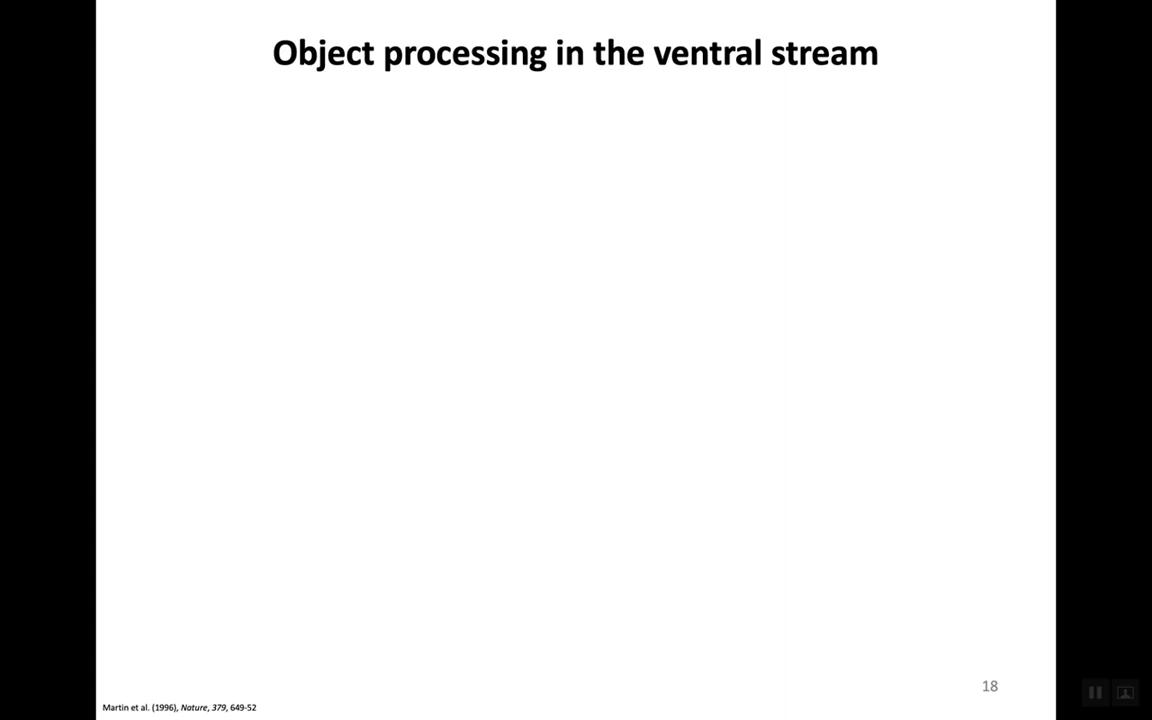 Object processing in the ventral stream
18
Martin et al. (1996), Nature, 379, 649-52